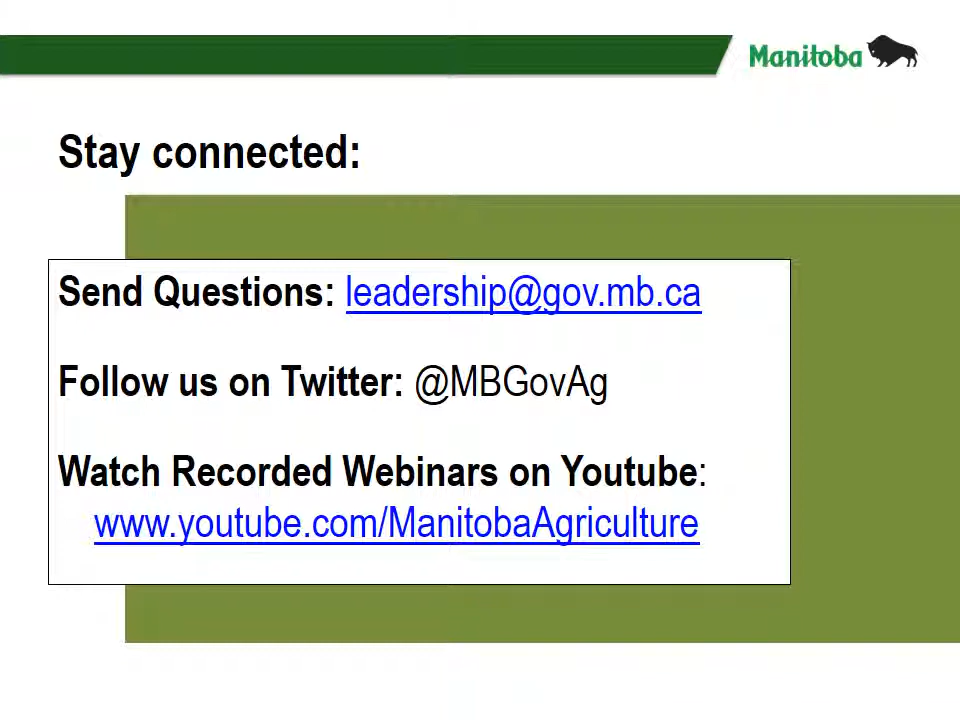 Manitoba
Stay connected:
Send Questions: leadership@gov.mb.ca
Follow us on Twitter: @MBGovAg
Watch Recorded Webinars on Youtube:
www.youtube.com/ManitobaAgriculture